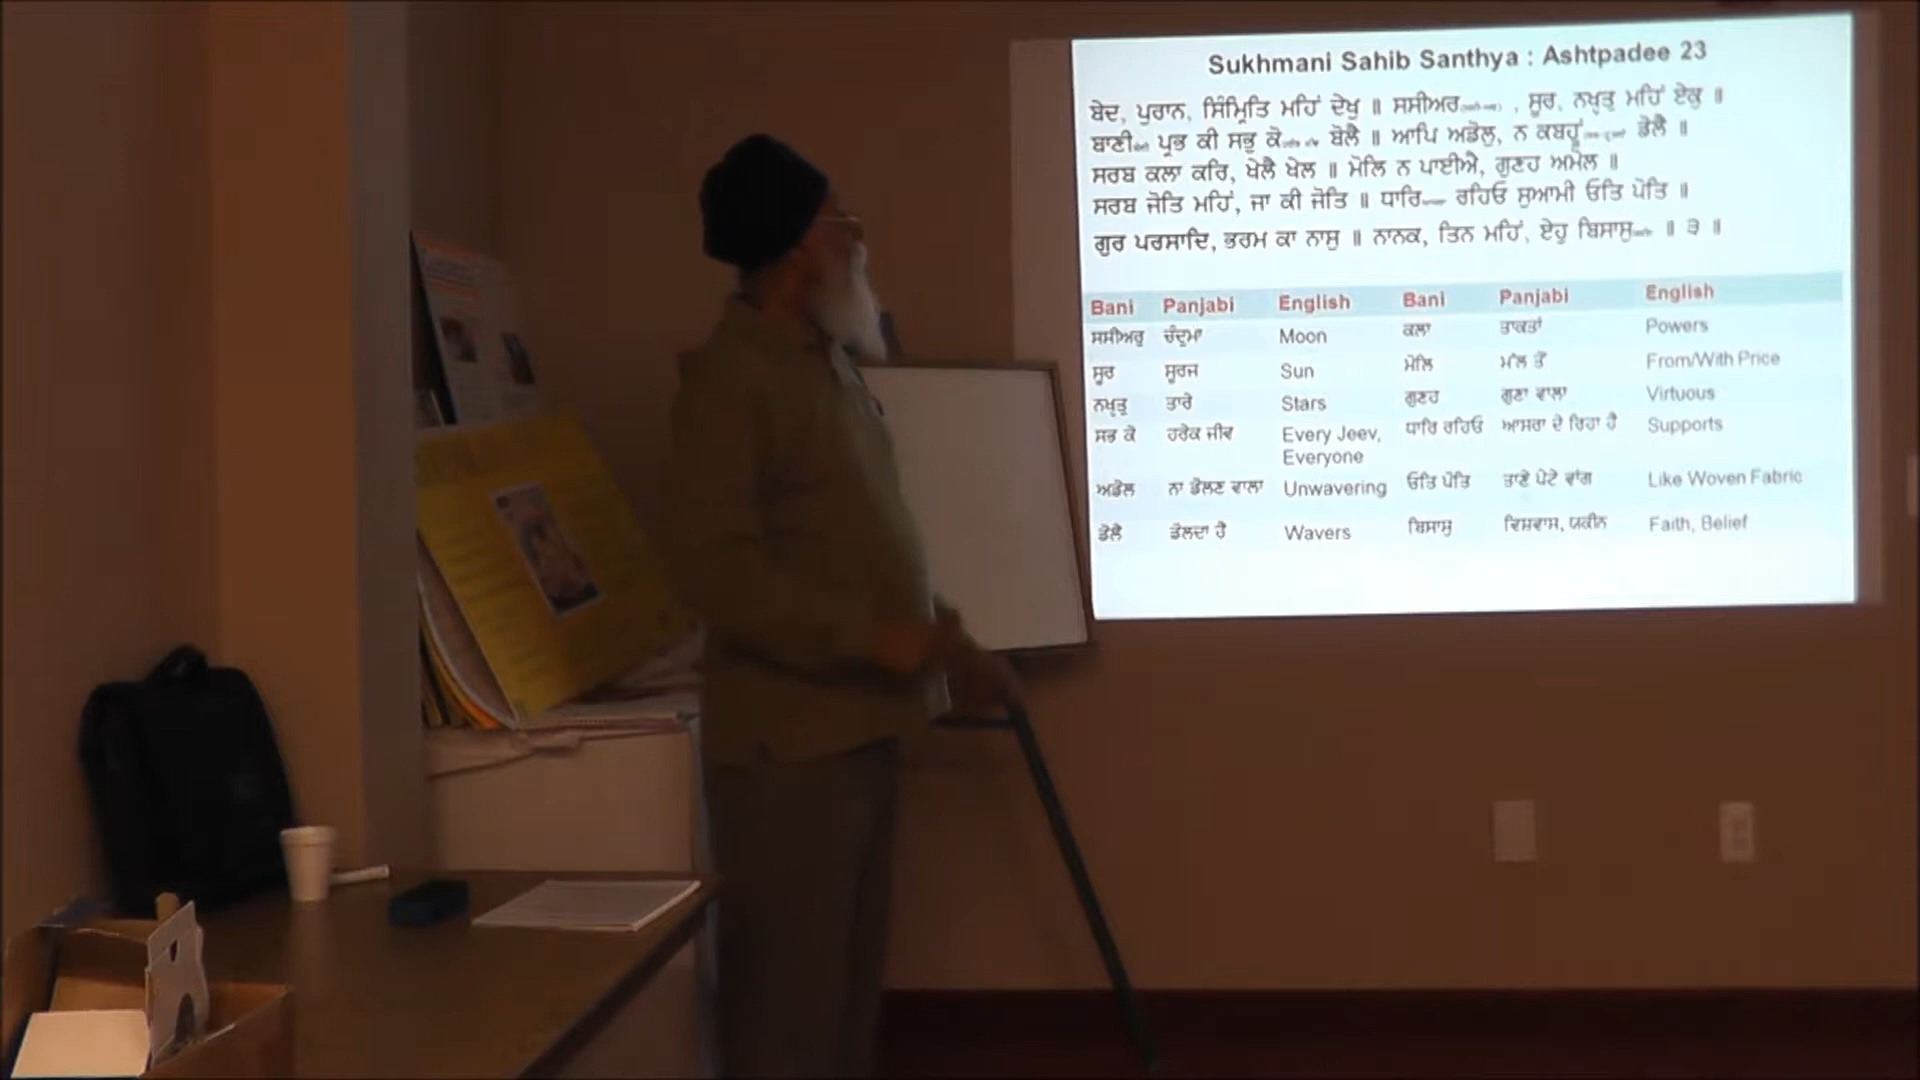 Sukhmani Sahib Santhya : Ashtpadee 23
ਬੇਦ, ਪੁਰਾਨ, ਸਿੰਮ੍ਰਿਤਿ ਮਹਿਂ ਦੇਖੁ ॥ ਸਸੀਅਰ , ਸੂਰ, ਨਖ੍ਯਤ੍ਰ ਮਹਿਂ ਏਕੁ ॥
ਬਾਣੀ ਪ੍ਰਭ ਕੀ ਸਭੁ ਕੋ ਬੋਲੈ ॥ ਆਪਿ ਅਡੋਲੁ, ਨ ਕਬਹੂੰ ਡੋਲੈ ॥
ਸਰਬ ਕਲਾ ਕਰਿ, ਖੇਲੈ ਖੇਲ ॥ ਮੋਲਿ ਨ ਪਾਈਐ, ਗੁਣਹ ਅਮੋਲ ॥
ਸਰਬ ਜੋਤਿ ਮਹਿਂ, ਜਾ ਕੀ ਜੋਤਿ ॥ ਧਾਰਿ ਰਹਿਓ ਸੁਆਮੀ ਓਤਿ ਪੋਤਿ ॥
ਗੁਰ ਪਰਸਾਦਿ, ਭਰਮ ਕਾ ਨਾਸੁ ॥ ਨਾਨਕ, ਤਿਨ ਮਹਿਂ, ਏਹੁ ਬਿਸਾਸੁ ॥ ੩ ॥
Bani Panjabi English Bani Panjabi English
ਸਸੀਅਰੁ ਚੰਦ੍ਰਮਾ Moon ਕਲਾ ਤਾਕਤਾਂ Powers
ਸੂਰ ਸੂਰਜ Sun ਮੋਲਿ ਮੱਲ ਤੋਂ From/With Price
ਨਖ੍ਯਤ੍ਰ ਤਾਰੇ Stars ਗੁਣਹ ਗੁਣਾ ਵਾਲਾ Virtuous
ਸਭ ਕੋ ਹਰੇਕ ਜੀਵ Every Jeev, Everyone ਧਾਰਿ ਰਹਿਓ ਆਸਰਾ ਦੇ ਰਿਹਾ ਹੈ Supports
ਅਡੋਲ ਨਾ ਡੋਲਣ ਵਾਲਾ Unwavering ਓਤਿ ਪੋਤਿ ਤਾਣੇ ਪੇਟੇ ਵਾਂਗ Like Woven Fabric
ਡੋਲੈ ਡੋਲਦਾ ਹੈ Wavers ਬਿਸਾਸੁ ਵਿਸ਼ਵਾਸ, ਯਕੀਨ Faith, Belief